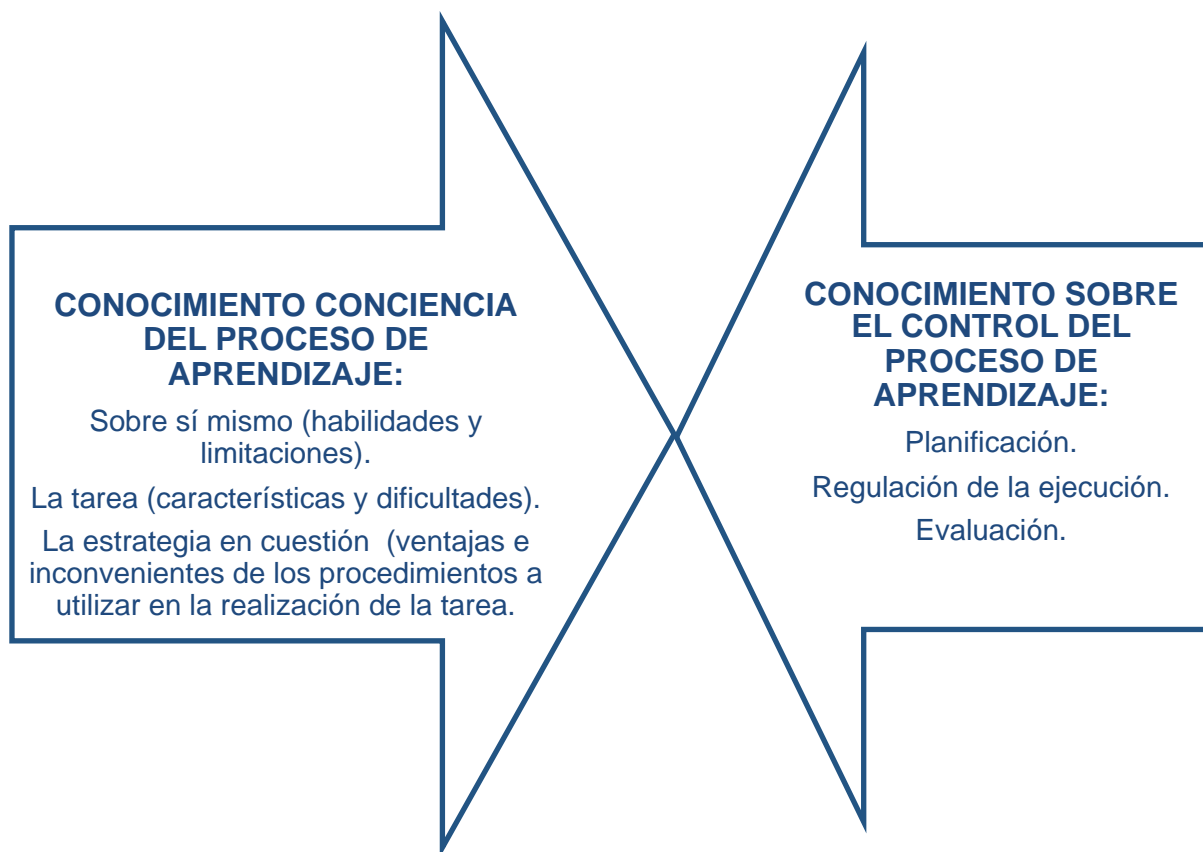 CONOCIMIENTO CONCIENCIA
DEL PROCESO DE
APRENDIZAJE:
Sobre sí mismo (habilidades y
limitaciones).
La tarea (características y dificultades).
La estrategia en cuestión  (ventajas e
inconvenientes de los procedimientos a
utilizar en la realización de la tarea.
CONOCIMIENTO SOBRE
EL CONTROL DEL
PROCESO DE
APRENDIZAJE:
Planificación.
Regulación de la ejecución.
Evaluación.